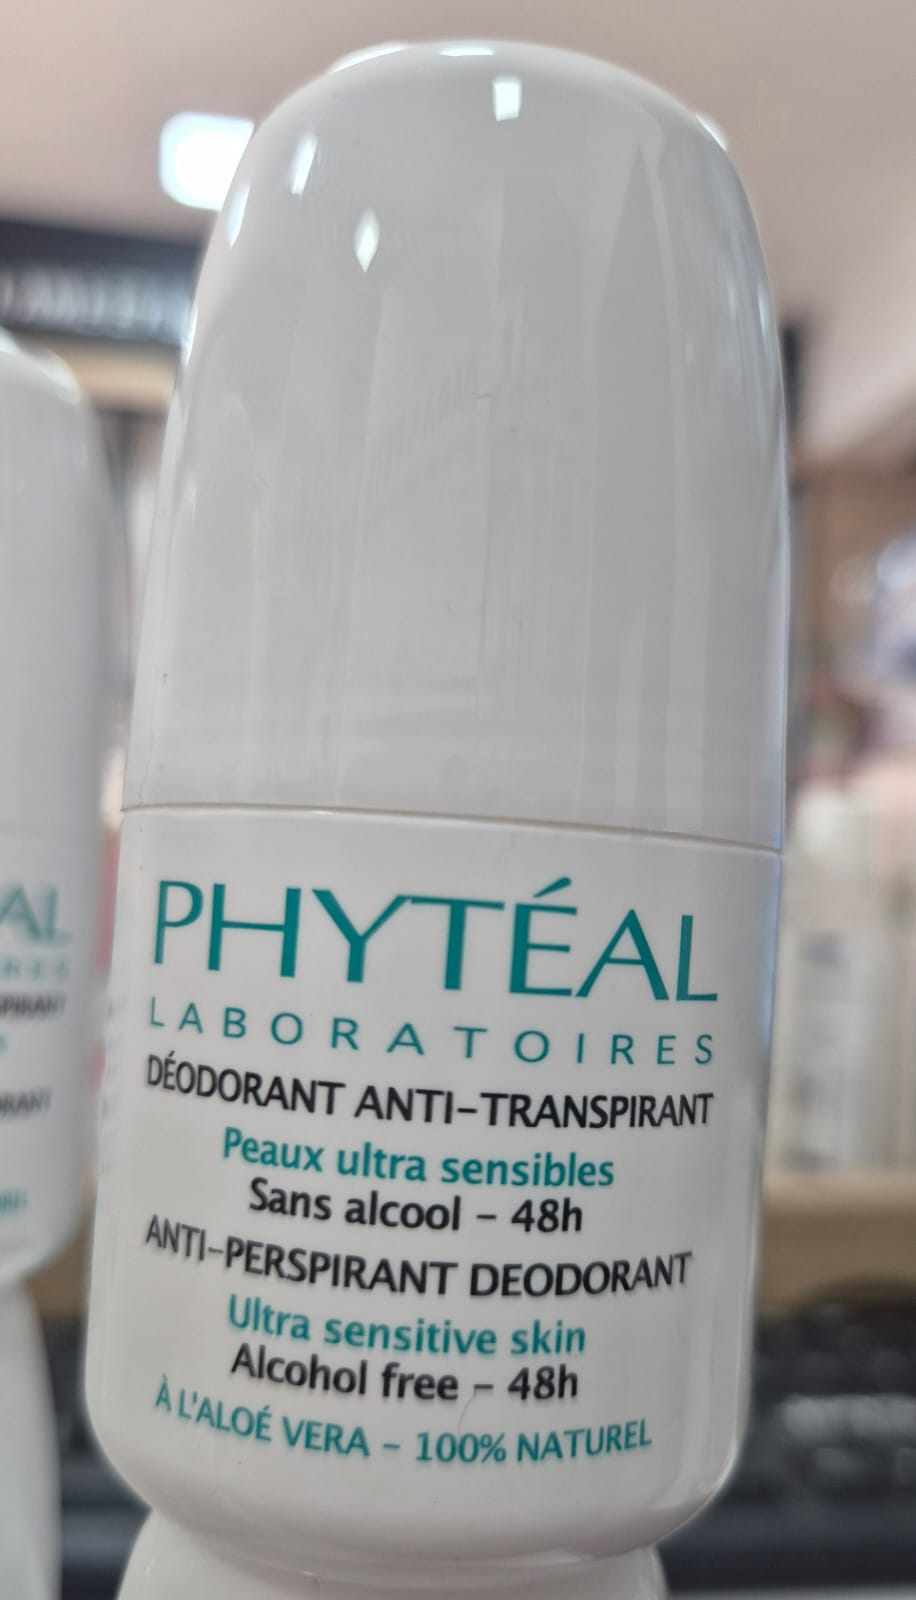 PHYTÉAL
LABORATOIRES
DÉODORANT ANTI-TRANSPIRANT
Peaux ultra sensibles
Sans alcool - 48h
ANTI-PERSPIRANT DEODORANT
Ultra sensitive skin
Alcohol free - 48h
À L'ALOÉ VERA - 100% NATUREL